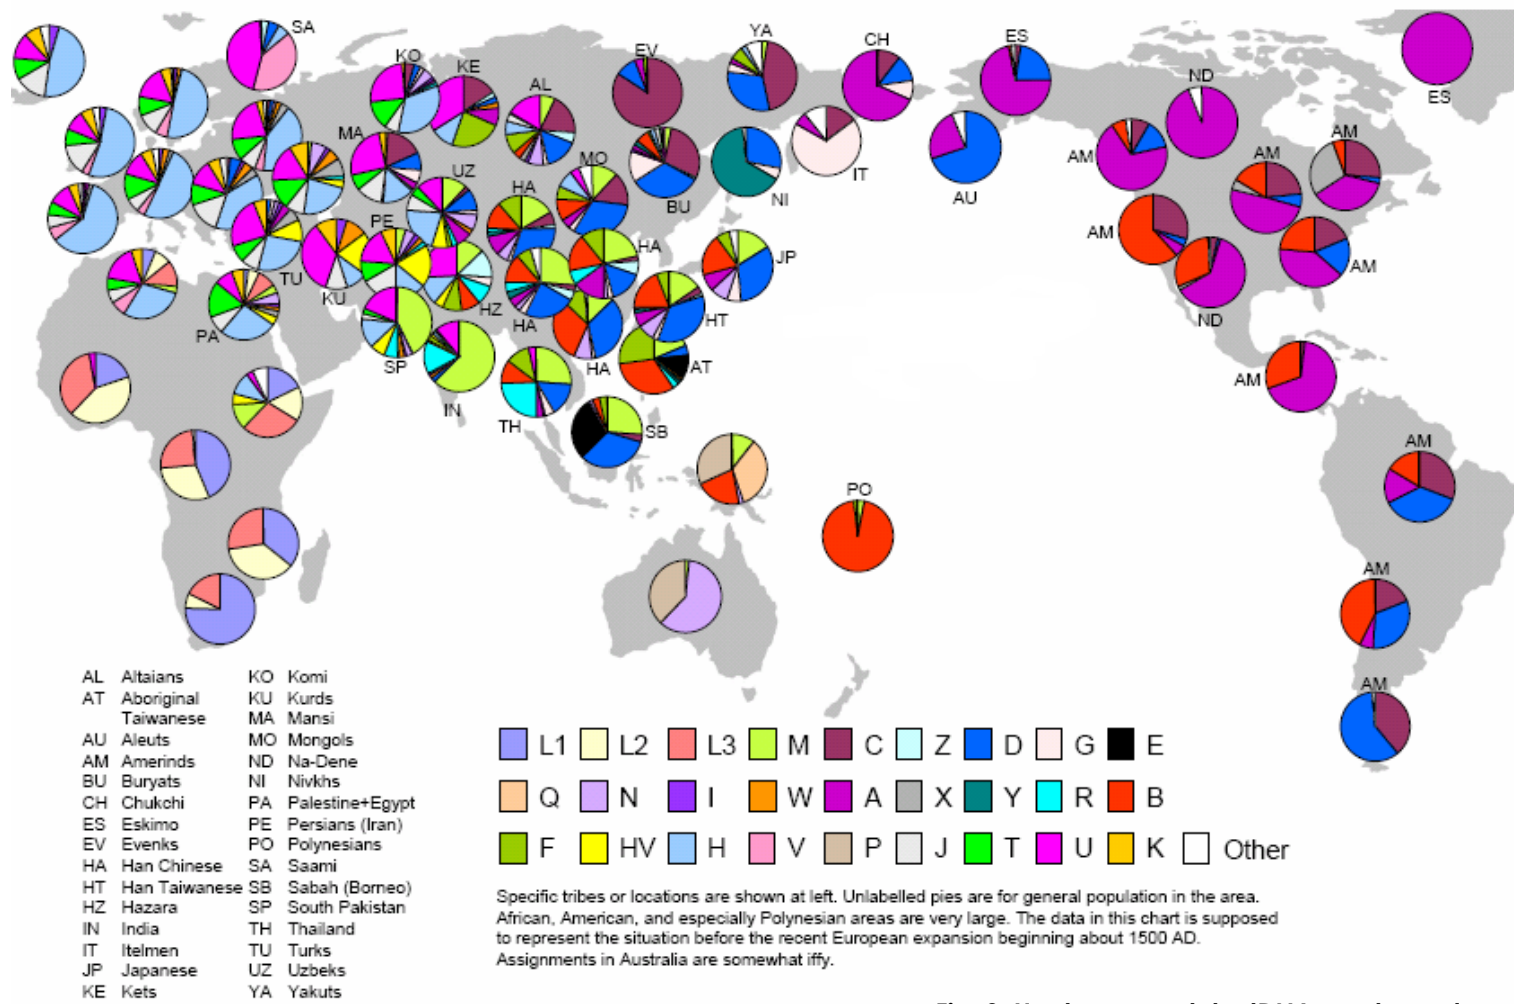 SA
YA
CH
ES
KO
KE
EV
ND
ES
AL
MA
AM
AM
AM
UZ
MO
HA
BU
NI
IT
AU
PE
HA
JP
AM
AM
TU
KU
HZ
HA
HT
ND
PA
SP
IN
HA
AT
TH
AM
SB
AM
PO
AM
AM
AL Altaians KO Komi
AT Aboriginal KU Kurds
Taiwanese MA Mansi
AU Aleuts MO Mongols
AM Amerinds ND Na-Dene
BU Buryats NI Nivkhs
CH Chukchi PA Palestine+Egypt
ES Eskimo PE Persians (Iran)
EV Evenks PO Polynesians
HA Han Chinese SA Saami
HT Han Taiwanese SB Sabah (Borneo)
HZ Hazara SP South Pakistan
IN India TH Thailand
IT Itelmen TU Turks
JP Japanese UZ Uzbeks
KE Kets YA Yakuts
L1 L2 L3 M C Z D G E
Q N I W A X Y R B
F HV H V P J T U K Other
Specific tribes or locations are shown at left. Unlabelled pies are for general population in the area.
African, American, and especially Polynesian areas are very large. The data in this chart is supposed
to represent the situation before the recent European expansion beginning about 1500 AD.
Assignments in Australia are somewhat iffy.